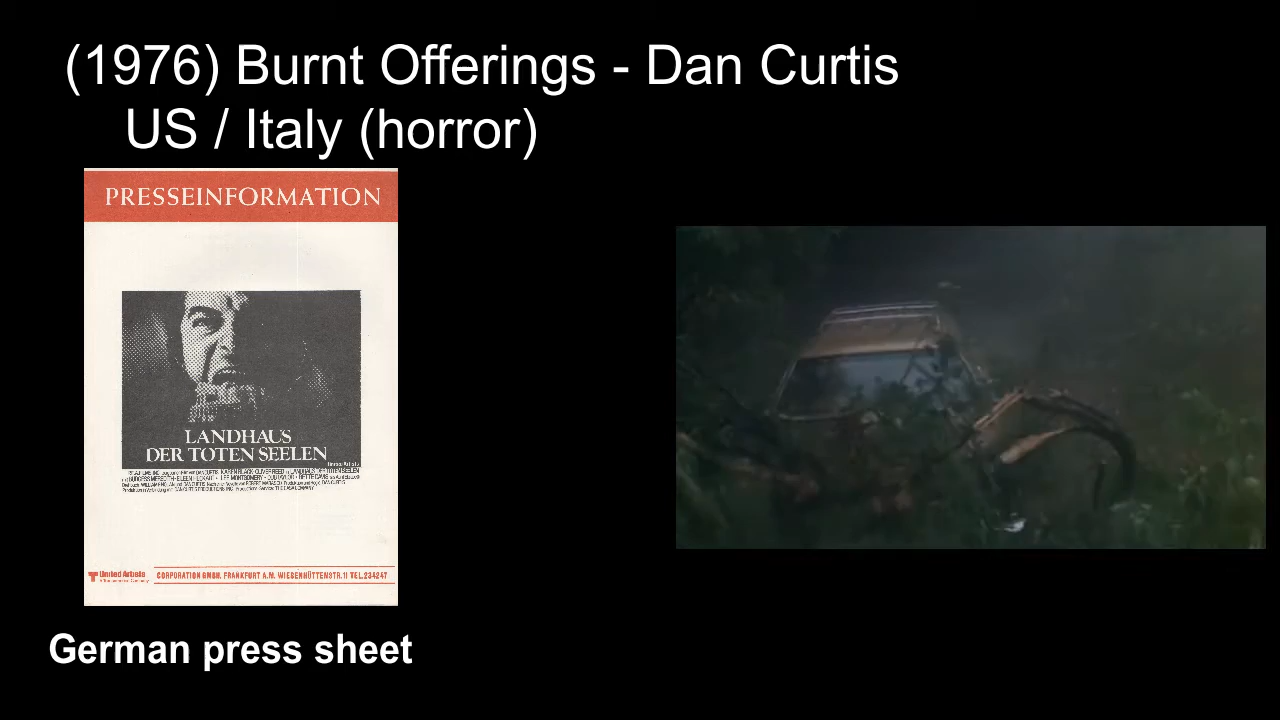 (1976) Burnt Offerings - Dan Curtis
US / Italy (horror)
PRESSEINFORMATION
LANDHAUS
DER TOTEN SEELEN
United Artists
CORPORATION GMBH. FRANKFURT A.M. WIESENHÜTTENSTR.11 TEL.234247
German press sheet